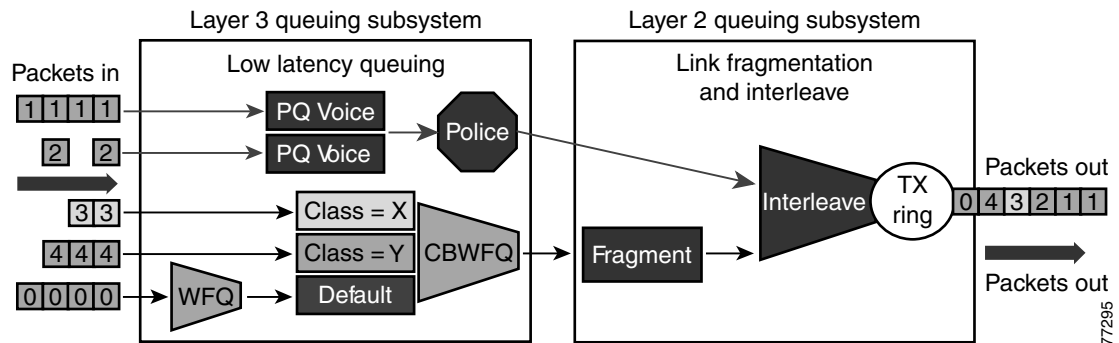 Layer 3 queuing subsystem
Layer 2 queuing subsystem
Packets in
Low latency queuing
Link fragmentation
and interleave
1 1 1 1
PQ Voice
Police
2 2
PQ Voice
3 3
Class = X
4 4 4
Class = Y
CBWFQ
0 0 0 0
WFQ
Default
Fragment
Interleave
TX
ring
Packets out
0 4 3 2 1 1
Packets out
77295